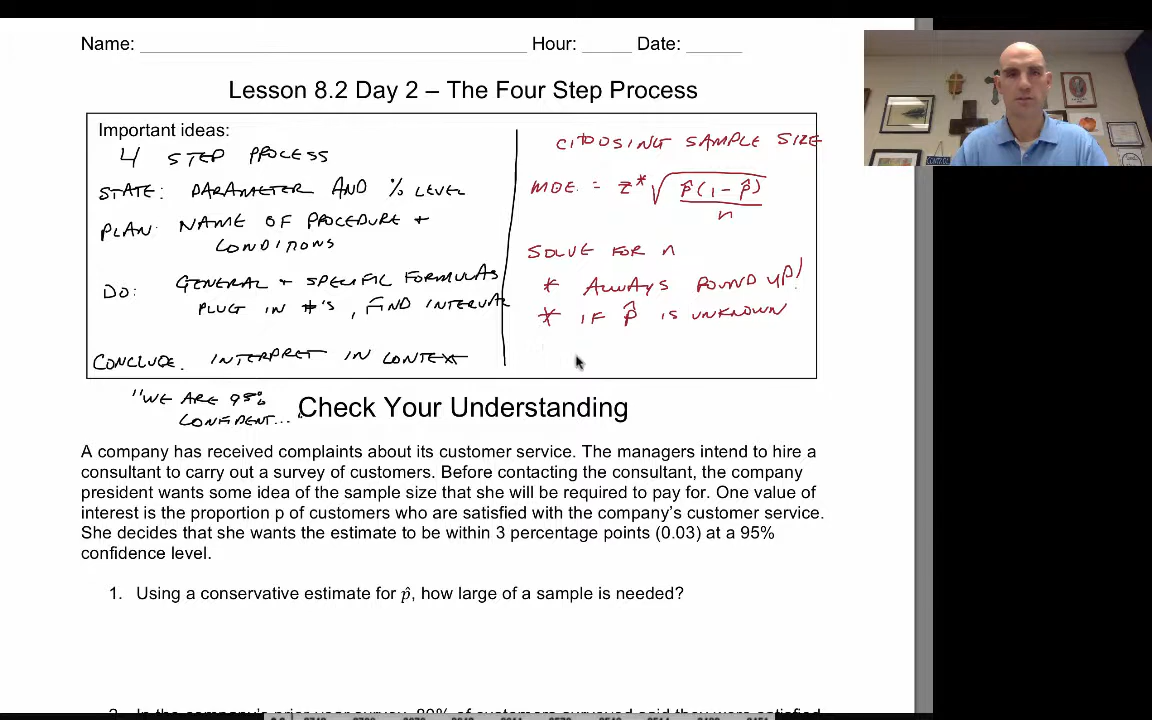 Name: Hour: Date:
Lesson 8.2 Day 2 – The Four Step Process
Important ideas:
4 STEP PROCESS
STATE: PARAMETER AND % LEVEL
PLAN: NAME OF PROCEDURE +
CONDITIONS
DO: GENERAL + SPECIFIC FORMULAS
PLUG IN #'S, FIND INTERVAL
CONCLUDE. INTERPRET IN CONTEXT
"WE ARE 95%
CONFIDENT...
CHOOSING SAMPLE SIZE
MOE = Z* √ p̂(1-p̂)
n
SOLVE FOR n
* ALWAYS ROUND UP!
* IF p̂ IS UNKNOWN
Check Your Understanding
A company has received complaints about its customer service. The managers intend to hire a
consultant to carry out a survey of customers. Before contacting the consultant, the company
president wants some idea of the sample size that she will be required to pay for. One value of
interest is the proportion p of customers who are satisfied with the company's customer service.
She decides that she wants the estimate to be within 3 percentage points (0.03) at a 95%
confidence level.
1. Using a conservative estimate for p̂, how large of a sample is needed?